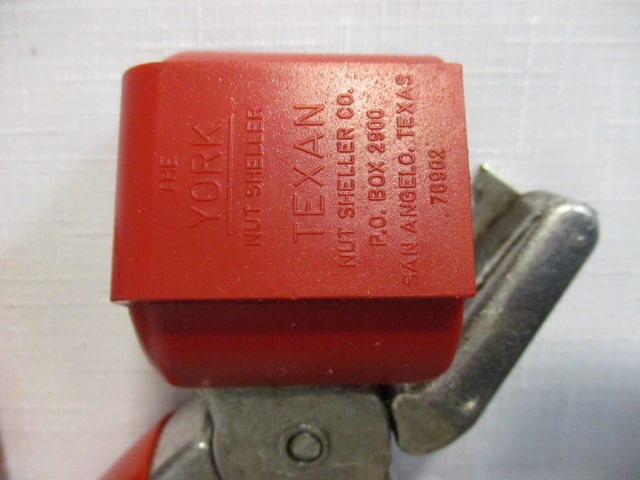 THE
YORK
NUT SHELLER
TEXAN
NUT SHELLER CO.
P.O. BOX 2900
SAN ANGELO, TEXAS
76902